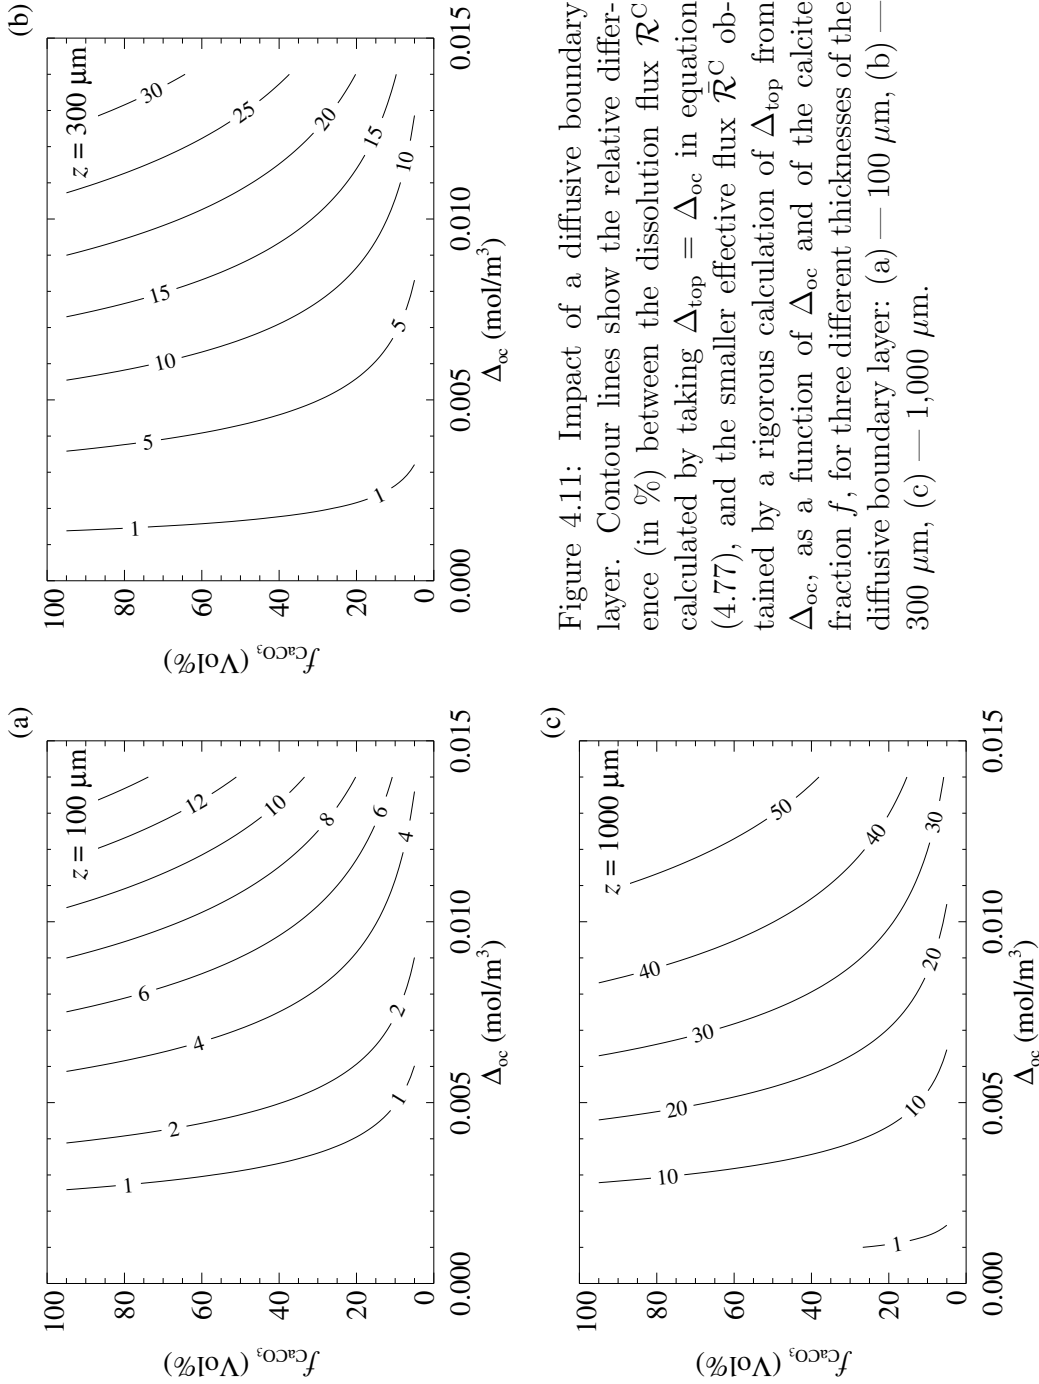 (a)
z = 100 μm
1
2
4
6
1
2
4
6
8
10
12
100
80
60
40
20
0
f_CaCO₃ (Vol%)
0.000
0.005
0.010
0.015
Δ_oc (mol/m³)
(b)
z = 300 μm
1
5
10
15
1
5
10
15
20
25
30
100
80
60
40
20
0
f_CaCO₃ (Vol%)
0.000
0.005
0.010
0.015
Δ_oc (mol/m³)
(c)
z = 1000 μm
1
10
20
30
40
10
20
30
40
50
100
80
60
40
20
0
f_CaCO₃ (Vol%)
0.000
0.005
0.010
0.015
Δ_oc (mol/m³)
Figure 4.11: Impact of a diffusive boundary
layer. Contour lines show the relative differ-
ence (in %) between the dissolution flux ℛ^C
calculated by taking Δ_top = Δ_oc in equation
(4.77), and the smaller effective flux ℛ̄^C ob-
tained by a rigorous calculation of Δ_top from
Δ_oc, as a function of Δ_oc and of the calcite
fraction f, for three different thicknesses of the
diffusive boundary layer: (a) — 100 μm, (b) —
300 μm, (c) — 1,000 μm.